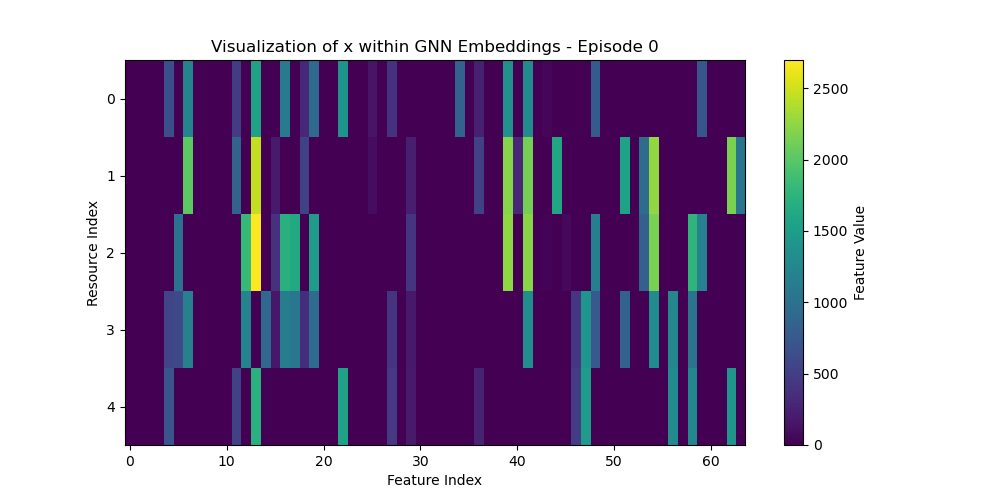 Visualization of x within GNN Embeddings - Episode 0
0
1
2
3
4
Resource Index
0 10 20 30 40 50 60
Feature Index
2500
2000
1500
1000
500
0
Feature Value